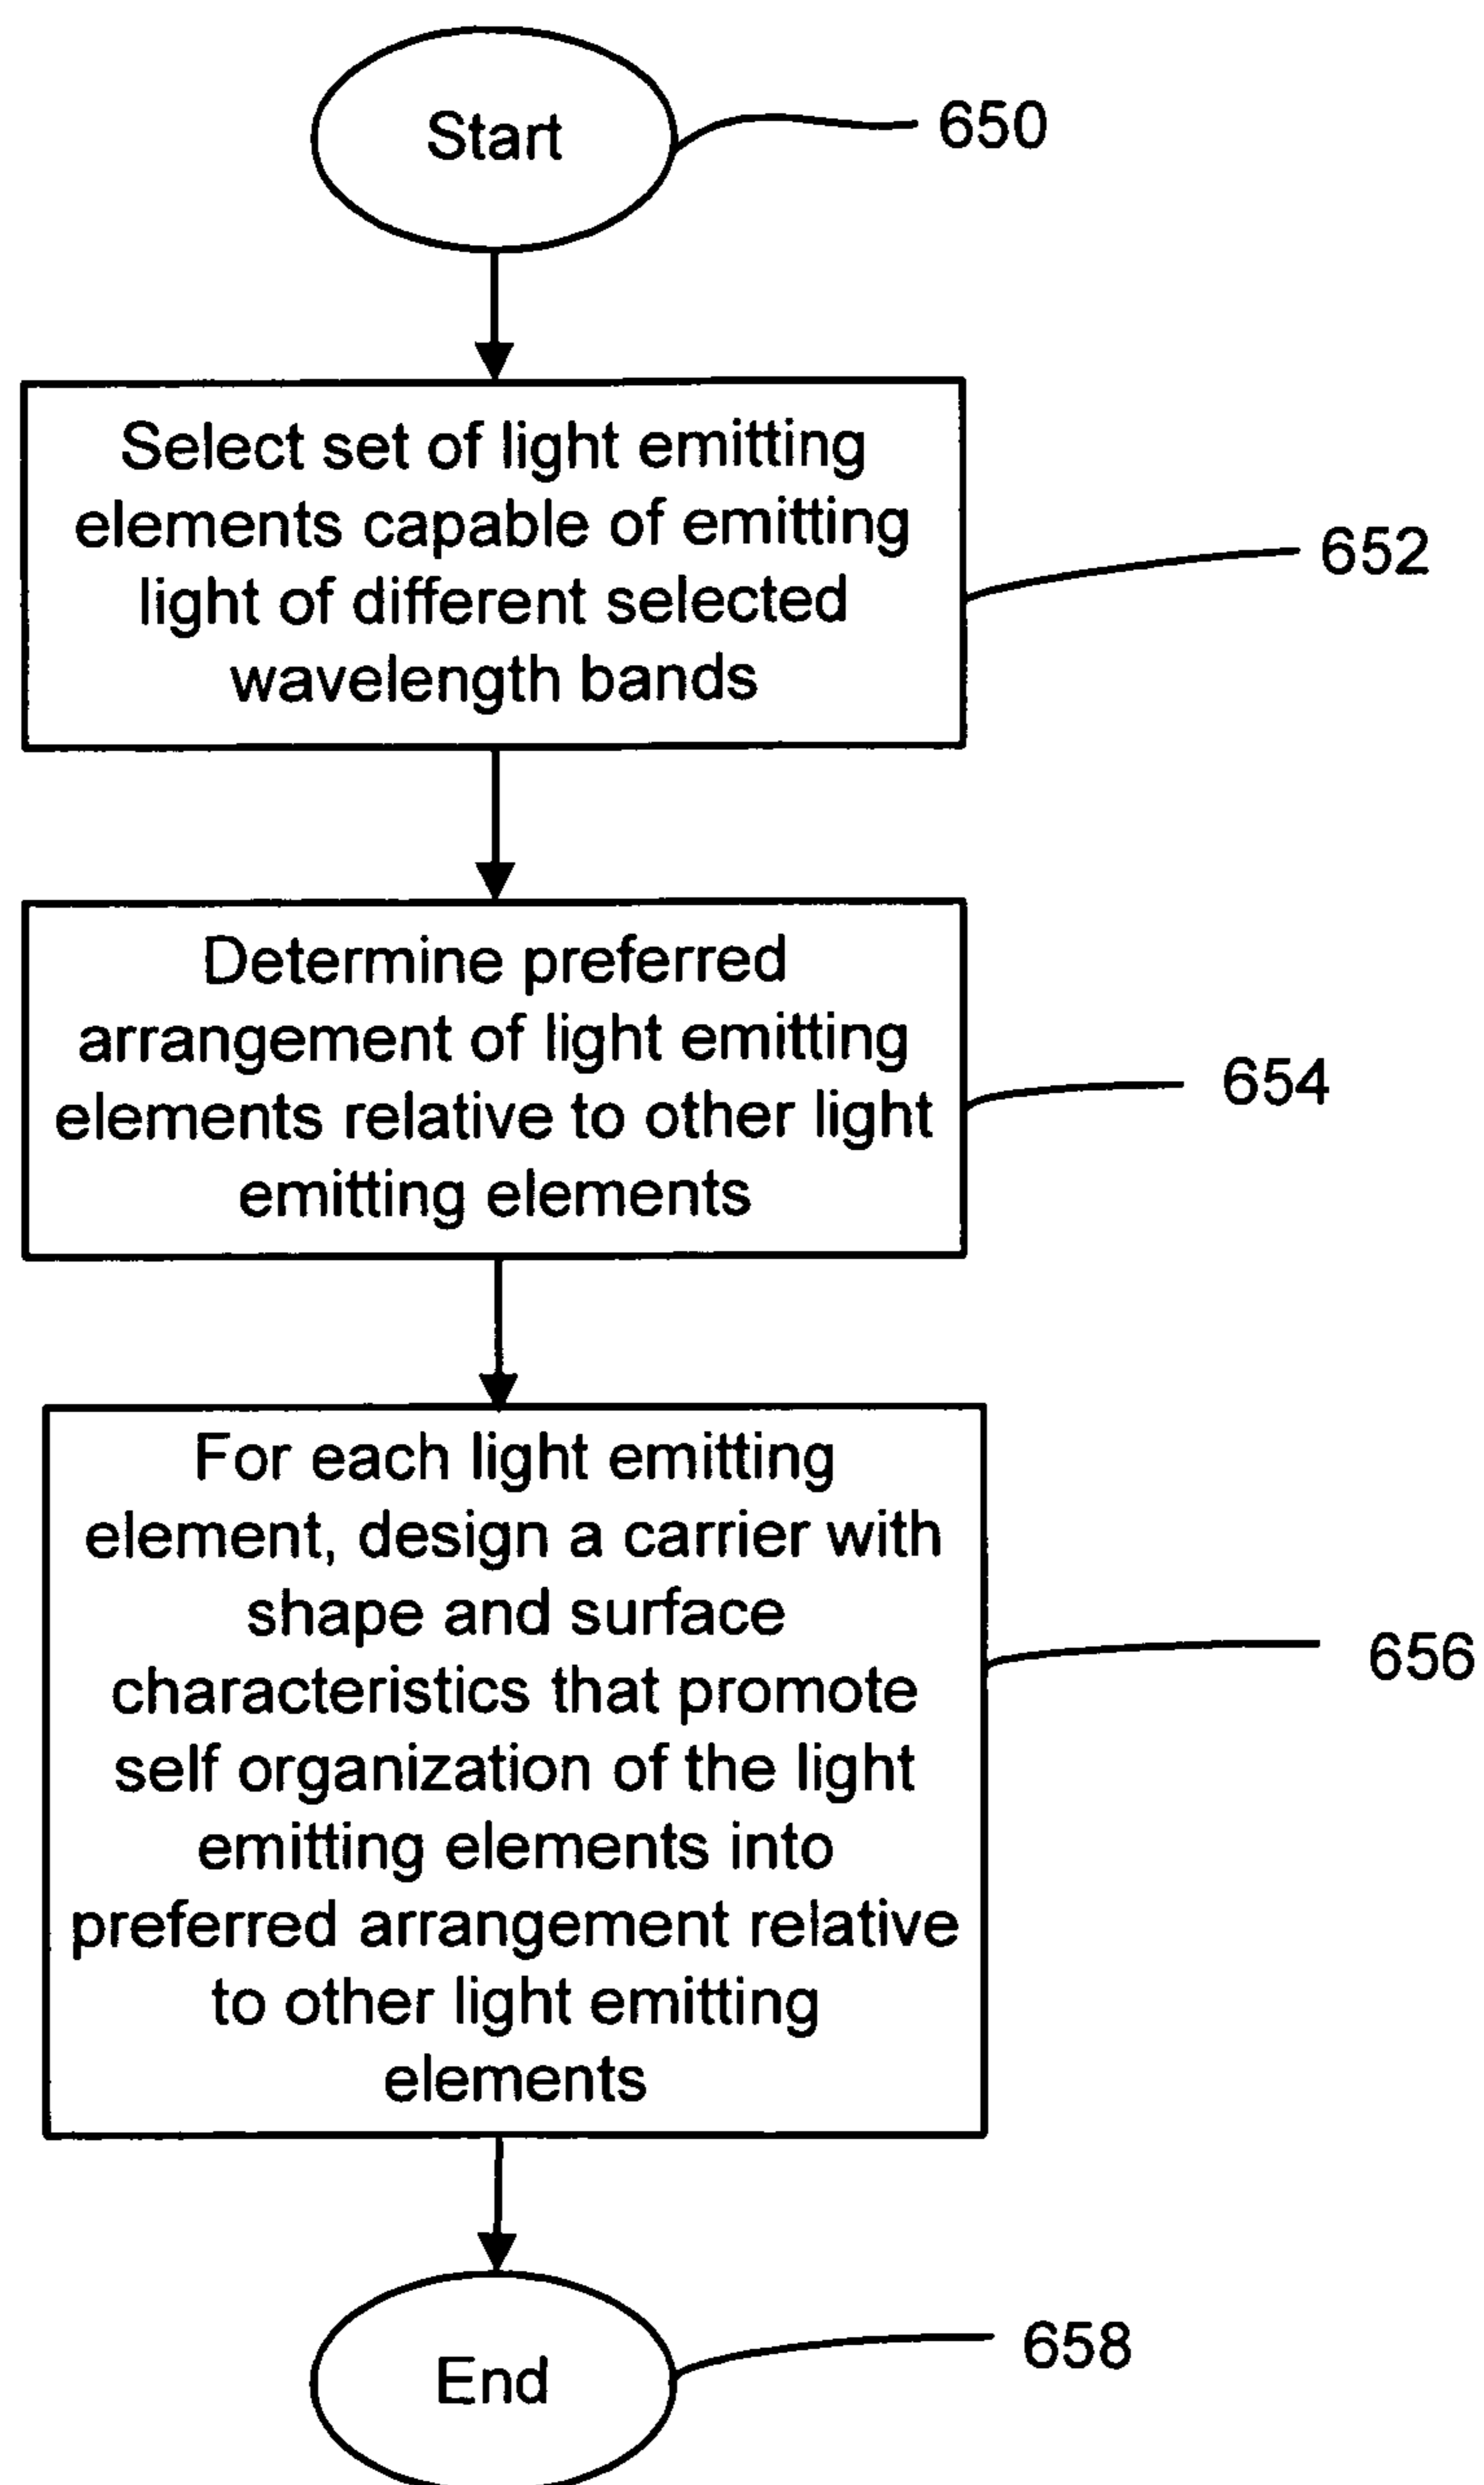 Start
650
Select set of light emitting
elements capable of emitting
light of different selected
wavelength bands
652
Determine preferred
arrangement of light emitting
elements relative to other light
emitting elements
654
For each light emitting
element, design a carrier with
shape and surface
characteristics that promote
self organization of the light
emitting elements into
preferred arrangement relative
to other light emitting
elements
656
End
658